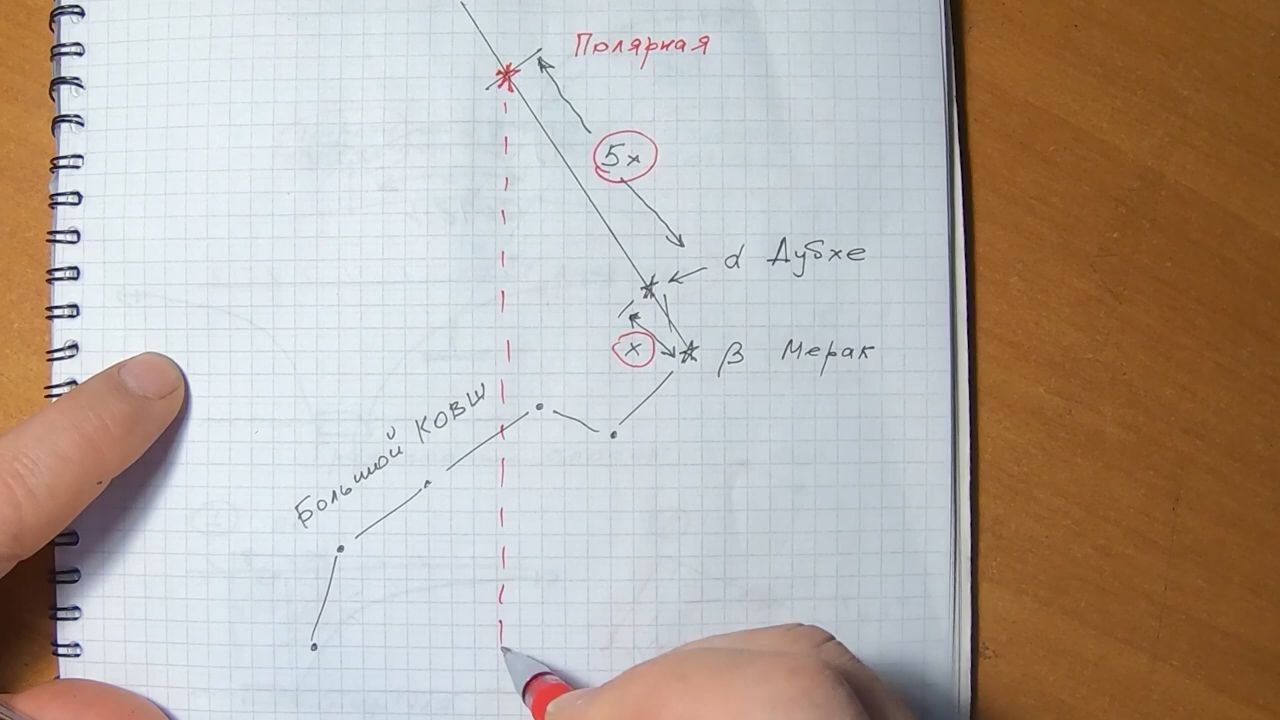 Полярная
5x
α Дубхе
x
β Мерак
Большой КОВШ